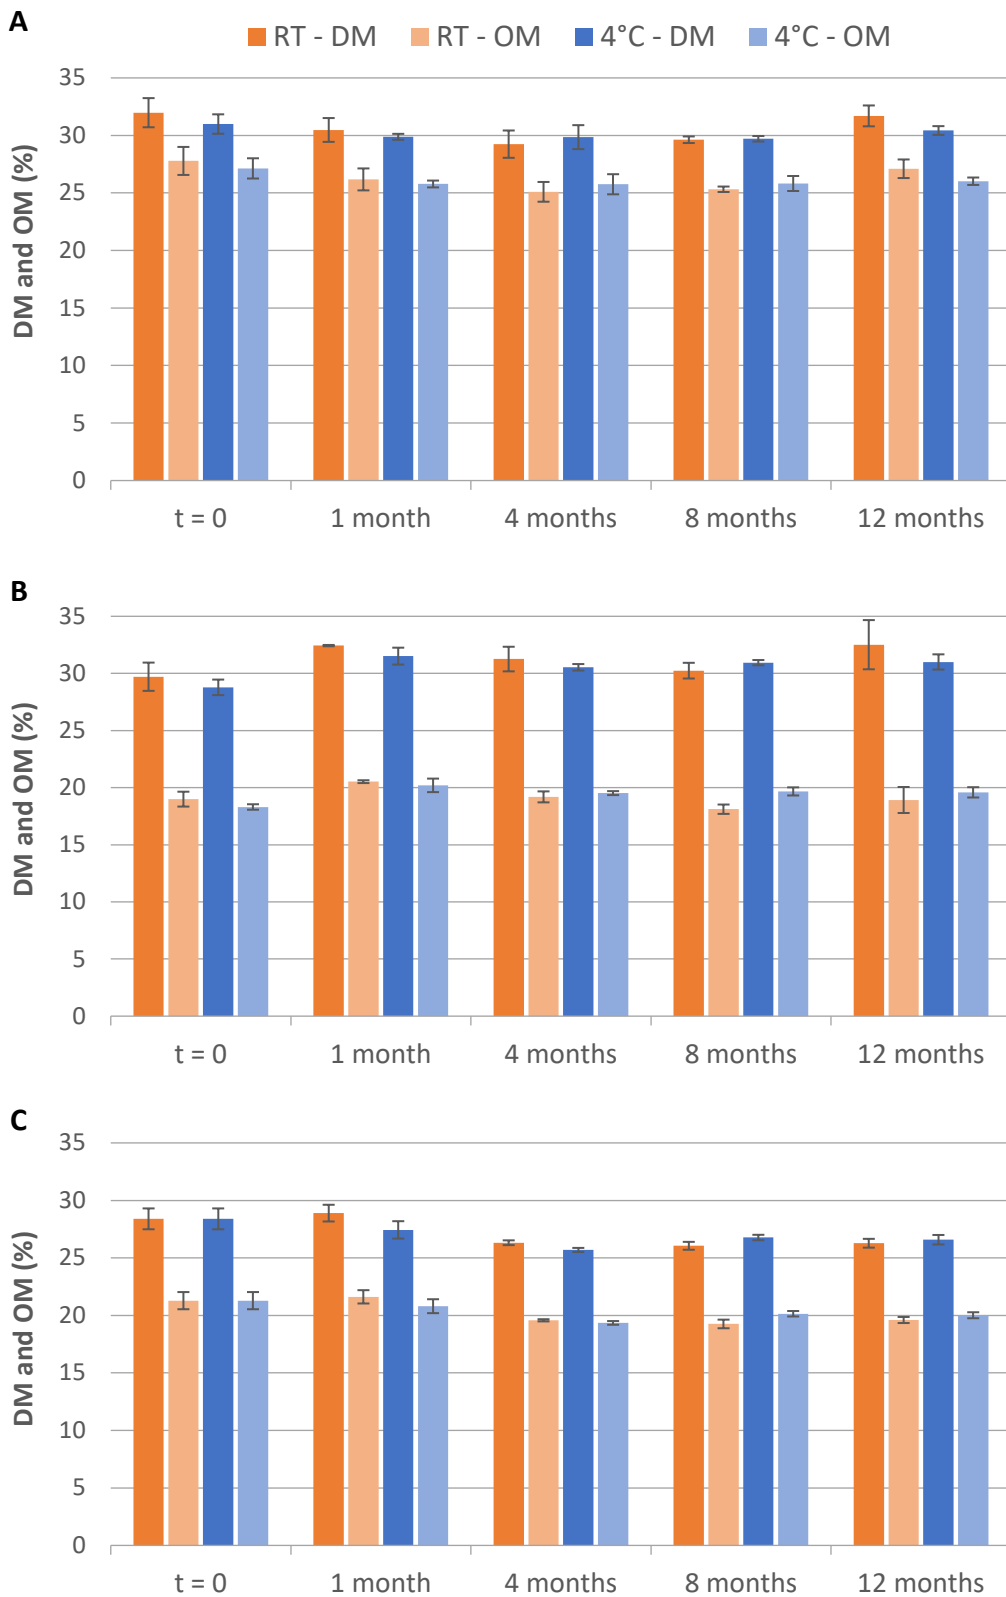 A
RT - DM RT - OM 4°C - DM 4°C - OM
DM and OM (%)
35
30
25
20
15
10
5
0
t = 0 1 month 4 months 8 months 12 months
B
DM and OM (%)
35
30
25
20
15
10
5
0
t = 0 1 month 4 months 8 months 12 months
C
DM and OM (%)
35
30
25
20
15
10
5
0
t = 0 1 month 4 months 8 months 12 months